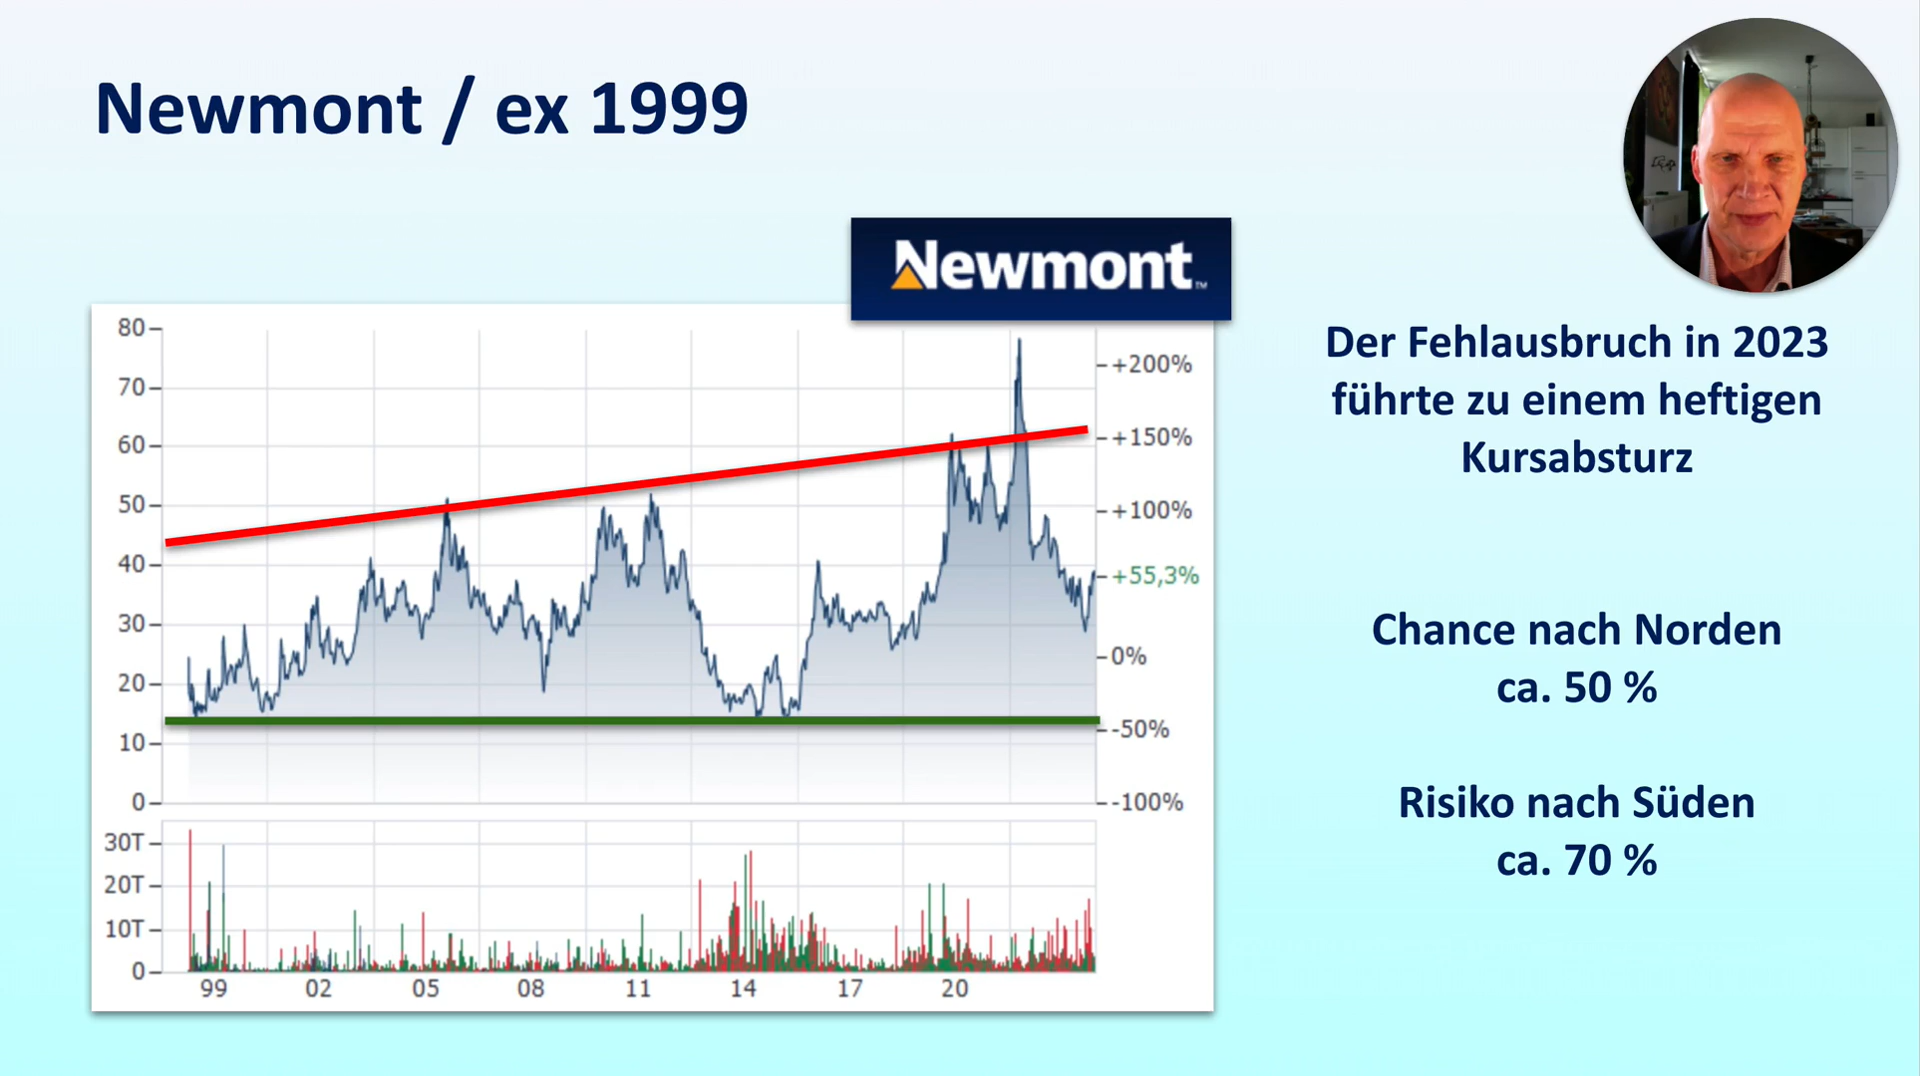 Newmont / ex 1999
Newmont™
Der Fehlausbruch in 2023
führte zu einem heftigen
Kursabsturz
Chance nach Norden
ca. 50 %
Risiko nach Süden
ca. 70 %
80
70
60
50
40
30
20
10
0
+200%
+150%
+100%
+55,3%
0%
-50%
-100%
30T
20T
10T
0
99 02 05 08 11 14 17 20